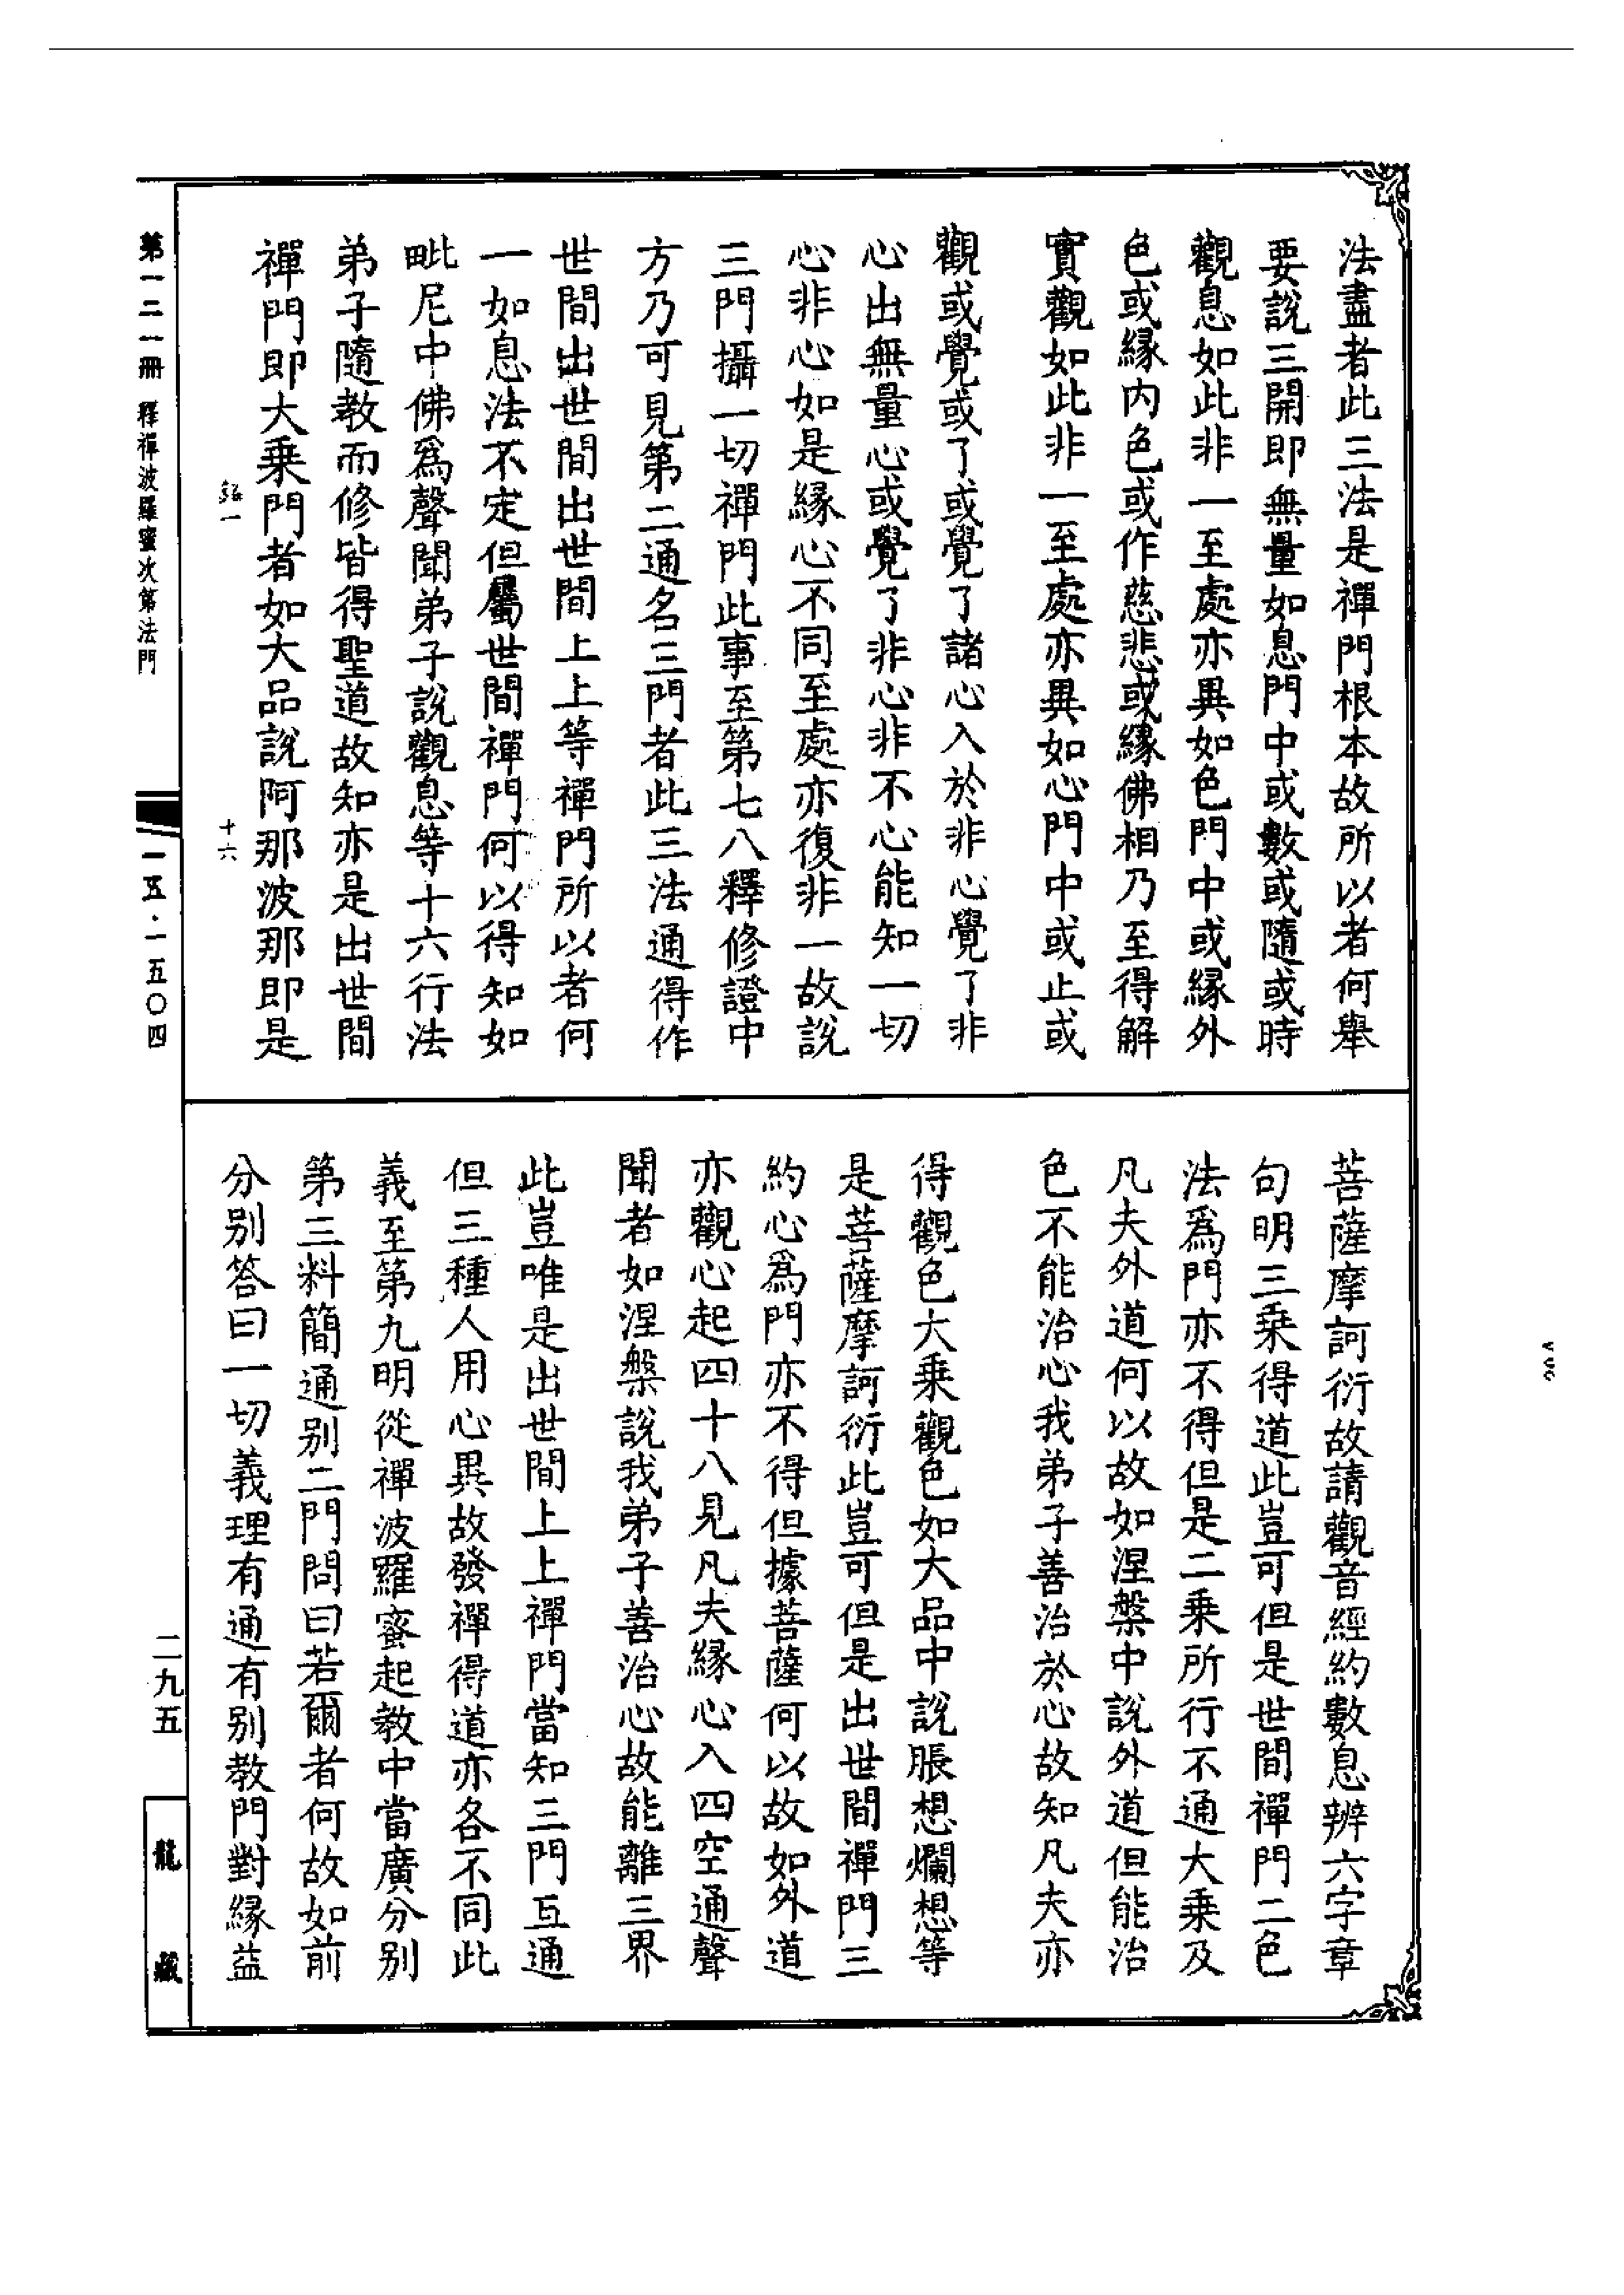 法盡者此三法是禪門根本故所以者何舉
要說三開即無量如息門中或數或隨或時
觀息如此非一至處亦異如色門中或緣外
色或緣內色或作慈悲或緣佛相乃至得解
實觀如此非一至處亦異如心門中或止或
觀或覺或了或覺了諸心入於非心覺了非
心出無量心或覺了非心非不心能知一切
心非心如是緣心不同至處亦復非一故說
三門攝一切禪門此事至第七八釋修證中
方乃可見第二通名三門者此三法通得作
世間出世間出世間上上等禪門所以者何
一如息法不定但屬世間禪門何以得知如
毗尼中佛為聲聞弟子說觀息等十六行法
弟子隨教而修皆得聖道故知亦是出世間
禪門即大乘門者如大品說阿那波那即是
十六
菩薩摩訶衍故請觀音經約數息辨六字章
句明三乘得道此豈可但是世間禪門二色
法為門亦不得但是二乘所行不通大乘及
凡夫外道何以故如涅槃中說外道但能治
色不能治心我弟子善治於心故知凡夫亦
得觀色大乘觀色如大品中說脹想爛想等
是菩薩摩訶衍此豈可但是出世間禪門三
約心為門亦不得但據菩薩何以故如外道
亦觀心起四十八見凡夫緣心入四空通聲
聞者如涅槃說我弟子善治心故能離三界
此豈唯是出世間上上禪門當知三門互通
但三種人用心異故發禪得道亦各不同此
義至第九明從禪波羅蜜起教中當廣分別
第三料簡通別二門問曰若爾者何故如前
分別答曰一切義理有通有別教門對緣益
第一二一冊 釋禪波羅蜜次第法門
一五·一五〇四
二九五
龍藏